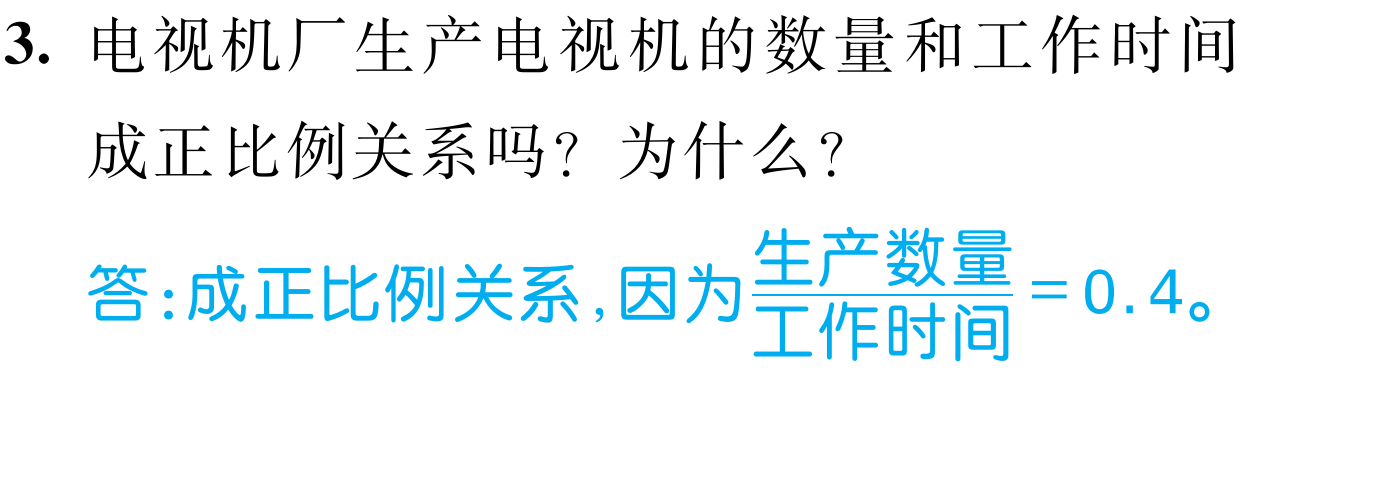 3. 电视机厂生产电视机的数量和工作时间
成正比例关系吗？为什么？
答:成正比例关系,因为生产数量/工作时间=0.4。